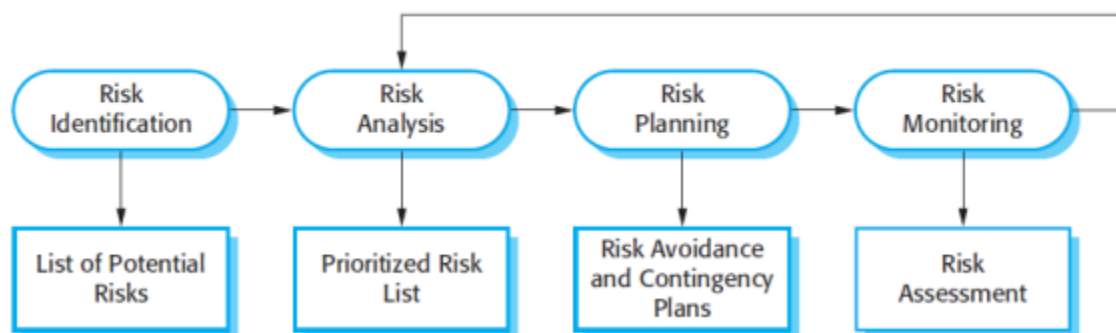 Risk
Identification
Risk
Analysis
Risk
Planning
Risk
Monitoring
List of Potential
Risks
Prioritized Risk
List
Risk Avoidance
and Contingency
Plans
Risk
Assessment